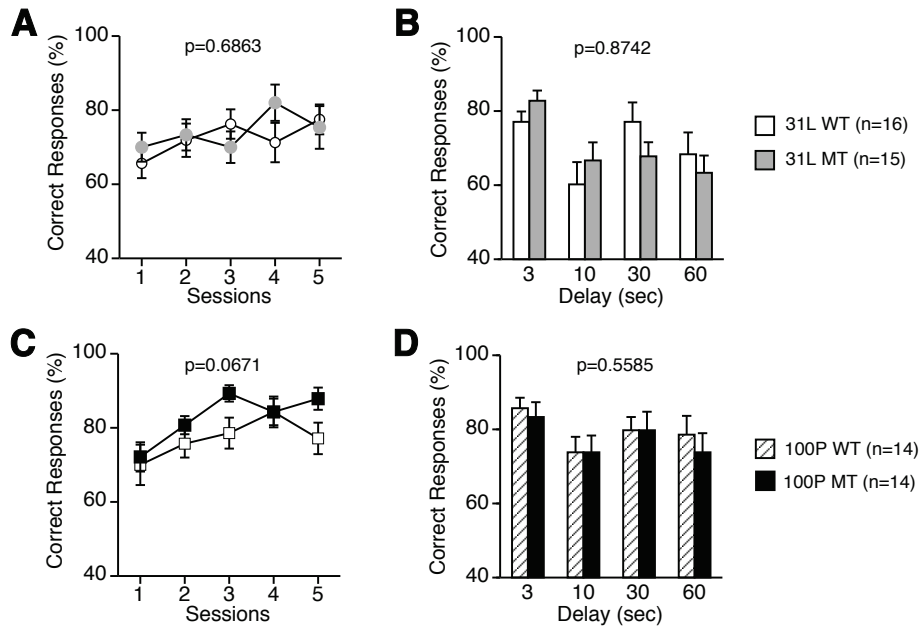 A
100
80
60
40
Correct Responses (%)
p=0.6863
1 2 3 4 5
Sessions
B
100
80
60
40
Correct Responses (%)
p=0.8742
3 10 30 60
Delay (sec)
31L WT (n=16)
31L MT (n=15)
C
100
80
60
40
Correct Responses (%)
p=0.0671
1 2 3 4 5
Sessions
D
100
80
60
40
Correct Responses (%)
p=0.5585
3 10 30 60
Delay (sec)
100P WT (n=14)
100P MT (n=14)